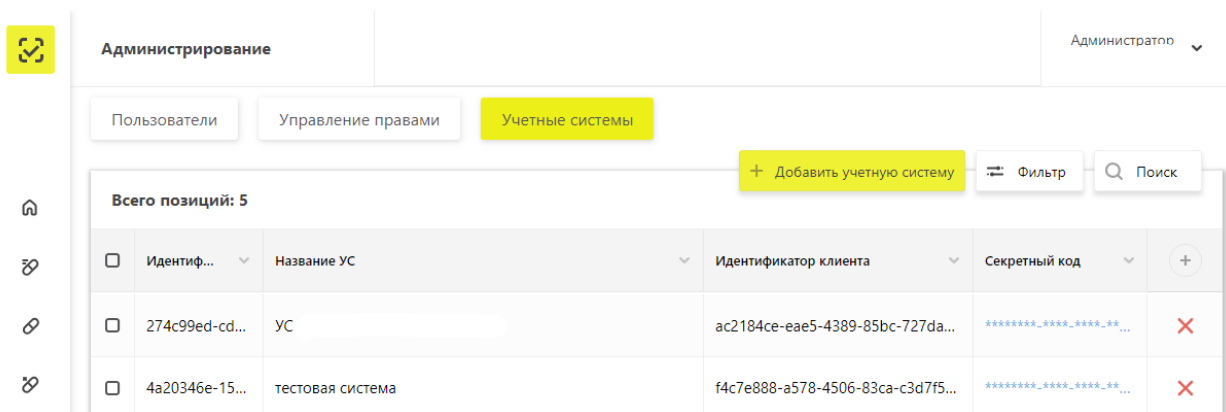 Администрирование
Администратор
Пользователи Управление правами Учетные системы
+ Добавить учетную систему Фильтр Поиск
Всего позиций: 5
Идентиф... Название УС Идентификатор клиента Секретный код +
274c99ed-cd... УС ac2184ce-eae5-4389-85bc-727da... ********-****-****-**...
4a20346e-15... тестовая система f4c7e888-a578-4506-83ca-c3d7f5... ********-****-****-**...